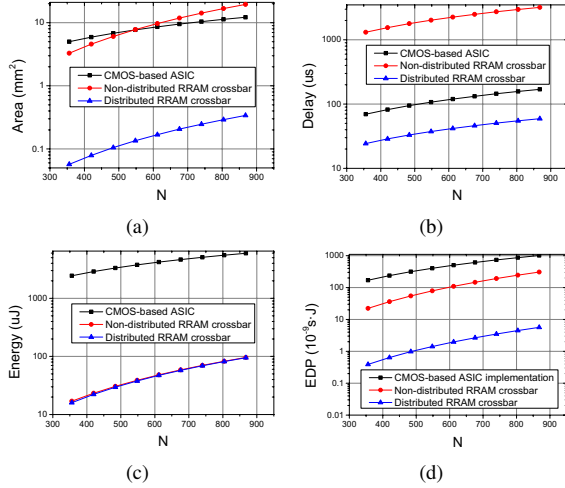 10
1
0.1
Area (mm²)
CMOS-based ASIC
Non-distributed RRAM crossbar
Distributed RRAM crossbar
300 400 500 600 700 800 900
N
(a)
1000
100
10
Delay (us)
CMOS-based ASIC
Non-distributed RRAM crossbar
Distributed RRAM crossbar
300 400 500 600 700 800 900
N
(b)
1000
100
10
Energy (uJ)
CMOS-based ASIC
Non-distributed RRAM crossbar
Distributed RRAM crossbar
300 400 500 600 700 800 900
N
(c)
1000
100
10
1
0.1
0.01
EDP (10⁻⁹s·J)
CMOS-based ASIC implementation
Non-distributed RRAM crossbar
Distributed RRAM crossbar
300 400 500 600 700 800 900
N
(d)